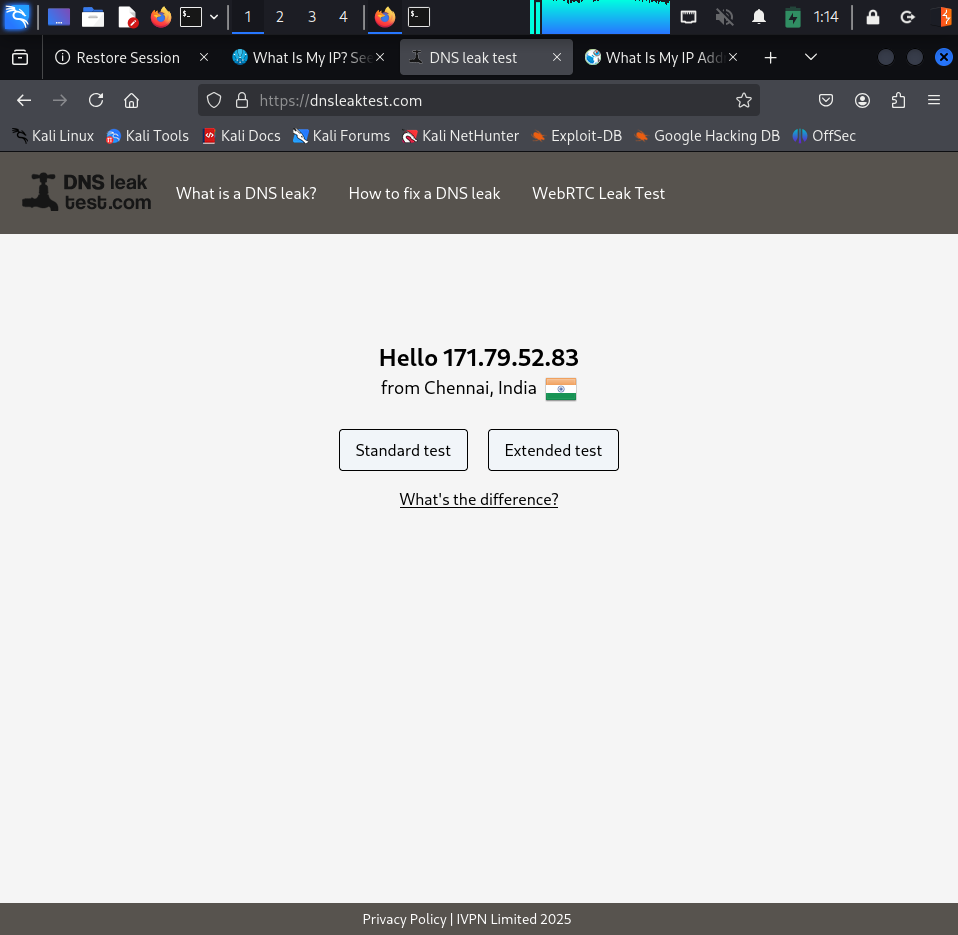 1 2 3 4 1:14
Restore Session What Is My IP? Se DNS leak test What Is My IP Add
https://dnsleaktest.com
Kali Linux Kali Tools Kali Docs Kali Forums Kali NetHunter Exploit-DB Google Hacking DB OffSec
DNS leak
test.com
What is a DNS leak? How to fix a DNS leak WebRTC Leak Test
Hello 171.79.52.83
from Chennai, India
Standard test Extended test
What's the difference?
Privacy Policy | IVPN Limited 2025